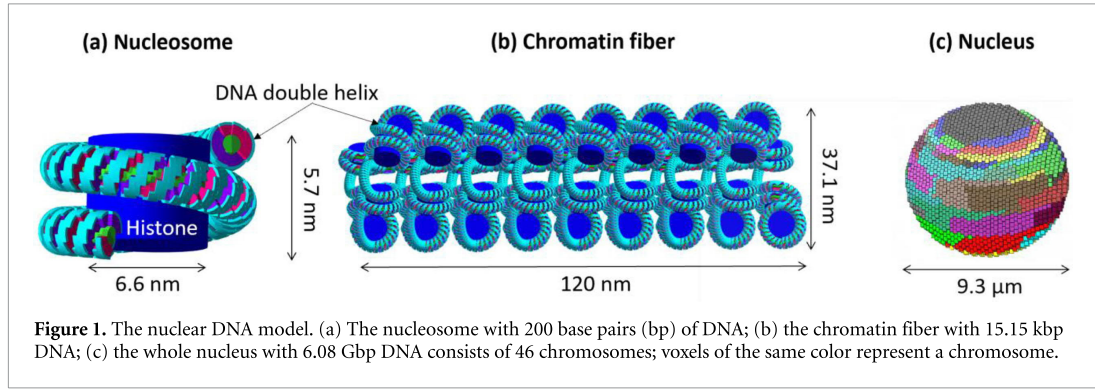 (a) Nucleosome
(b) Chromatin fiber
(c) Nucleus
DNA double helix
Histone
5.7 nm
6.6 nm
37.1 nm
120 nm
9.3 µm
Figure 1. The nuclear DNA model. (a) The nucleosome with 200 base pairs (bp) of DNA; (b) the chromatin fiber with 15.15 kbp
DNA; (c) the whole nucleus with 6.08 Gbp DNA consists of 46 chromosomes; voxels of the same color represent a chromosome.